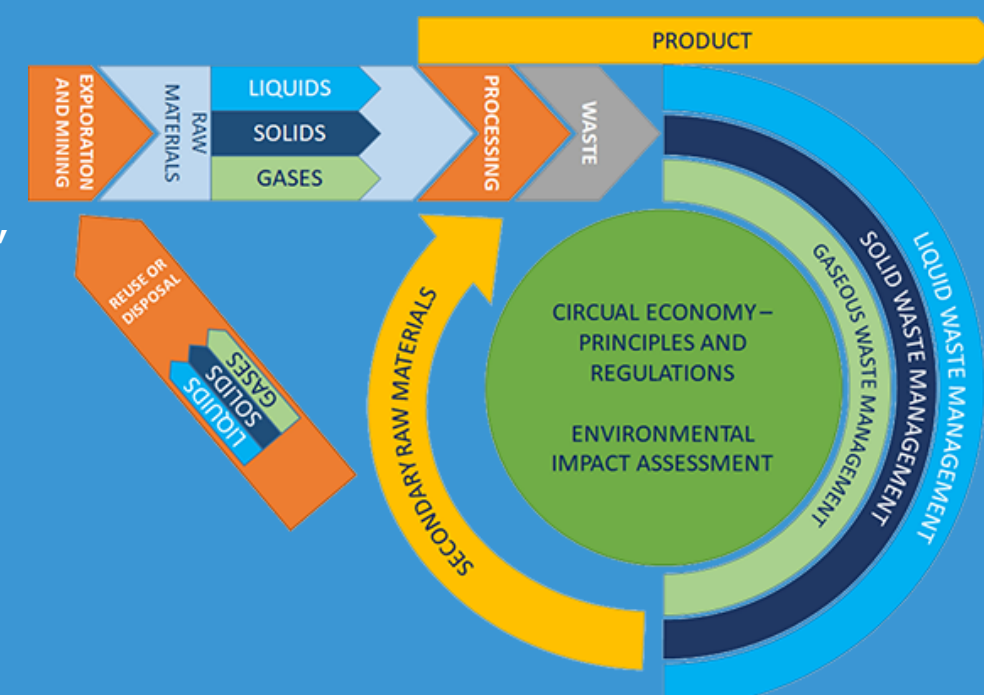 PRODUCT
EXPLORATION
AND MINING
RAW
MATERIALS
LIQUIDS
SOLIDS
GASES
PROCESSING
WASTE
REUSE OR
DISPOSAL
GASES
SOLIDS
LIQUIDS
SECONDARY RAW MATERIALS
CIRCUAL ECONOMY –
PRINCIPLES AND
REGULATIONS
ENVIRONMENTAL
IMPACT ASSESSMENT
GASEOUS WASTE MANAGEMENT
SOLID WASTE MANAGEMENT
LIQUID WASTE MANAGEMENT